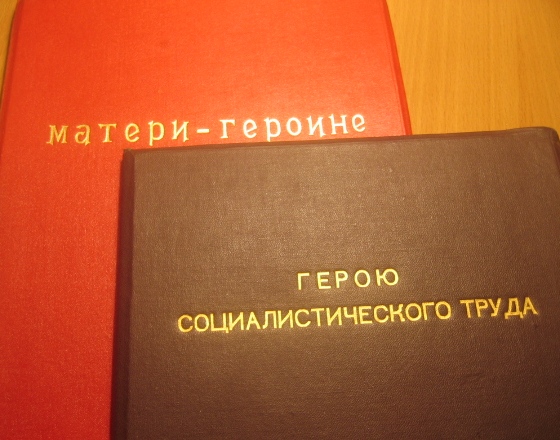 матери-героине
ГЕРОЮ
СОЦИАЛИСТИЧЕСКОГО ТРУДА